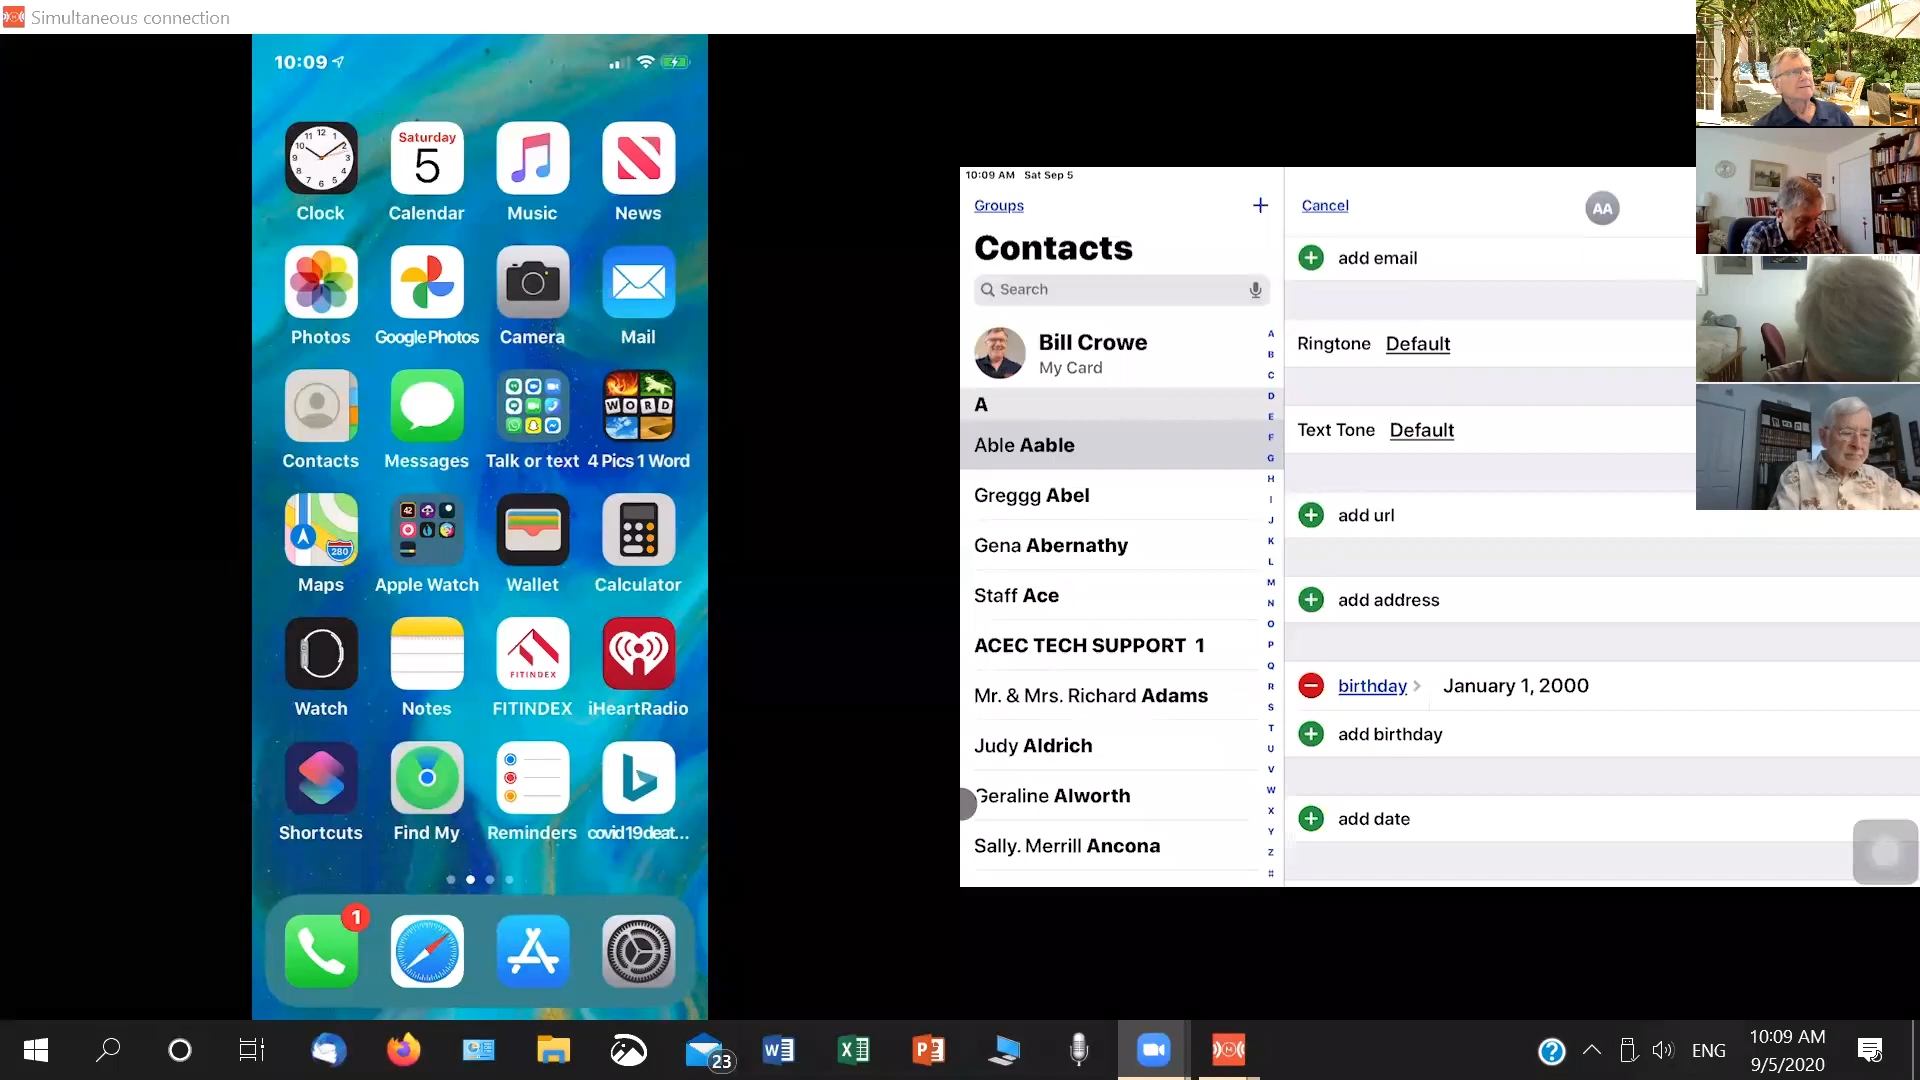 Simultaneous connection
10:09
Saturday
5
Clock
Calendar
Music
News
Photos
Google Photos
Camera
Mail
WORD
Contacts
Messages
Talk or text
4 Pics 1 Word
280
42
Maps
Apple Watch
Wallet
Calculator
FITINDEX
Watch
Notes
FITINDEX
iHeartRadio
Shortcuts
Find My
Reminders
covid19deat...
1
10:09 AM Sat Sep 5
Groups
+
Contacts
Search
Bill Crowe
My Card
A
Able Aable
Greggg Abel
Gena Abernathy
Staff Ace
ACEC TECH SUPPORT 1
Mr. & Mrs. Richard Adams
Judy Aldrich
Geraline Alworth
Sally. Merrill Ancona
A
B
C
D
E
F
G
H
I
J
K
L
M
N
O
P
Q
R
S
T
U
V
W
X
Y
Z
#
Cancel
AA
add email
Ringtone Default
Text Tone Default
add url
add address
birthday January 1, 2000
add birthday
add date
23
ENG
10:09 AM
9/5/2020